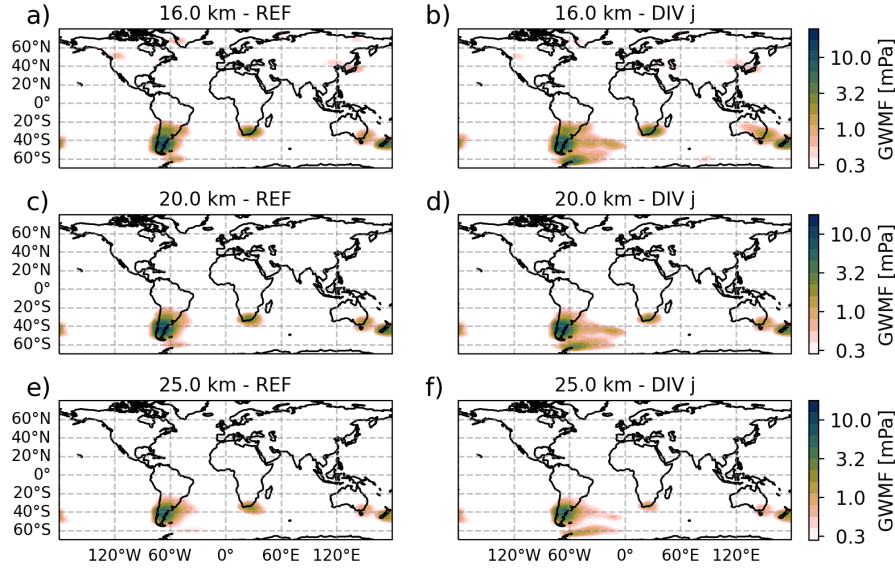 a) 16.0 km - REF
b) 16.0 km - DIV j
60°N
40°N
20°N
0°
20°S
40°S
60°S
10.0
3.2
1.0
0.3
GWMF [mPa]
c) 20.0 km - REF
d) 20.0 km - DIV j
60°N
40°N
20°N
0°
20°S
40°S
60°S
10.0
3.2
1.0
0.3
GWMF [mPa]
e) 25.0 km - REF
f) 25.0 km - DIV j
60°N
40°N
20°N
0°
20°S
40°S
60°S
10.0
3.2
1.0
0.3
GWMF [mPa]
120°W 60°W 0° 60°E 120°E
120°W 60°W 0° 60°E 120°E